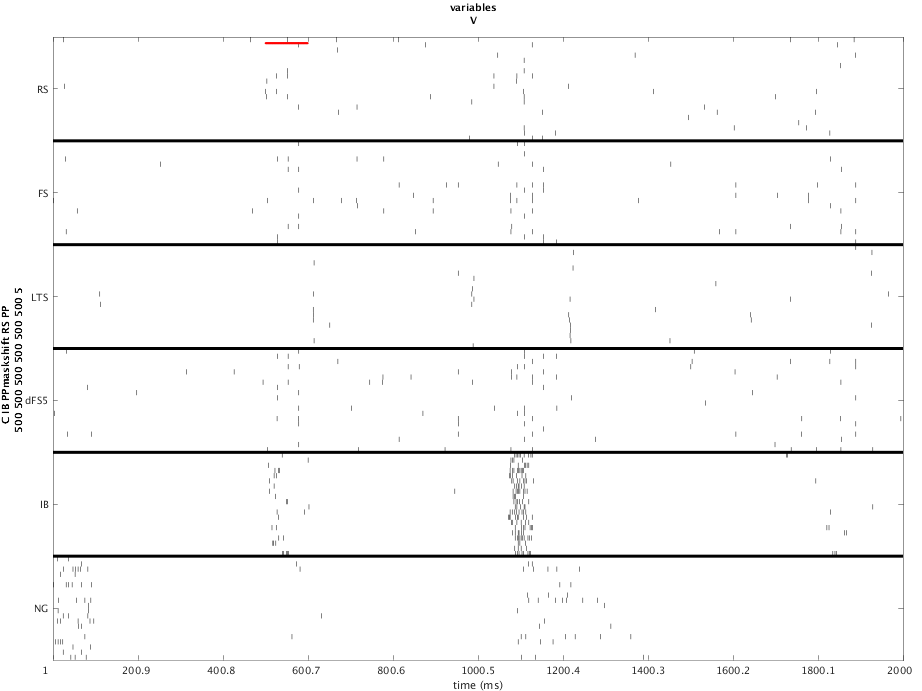 variables
V
C IB PPmaskshift RS PP
500 500 500 500 500 500 5
RS
FS
LTS
dFS5
IB
NG
1 200.9 400.8 600.7 800.6 1000.5 1200.4 1400.3 1600.2 1800.1 2000
time (ms)